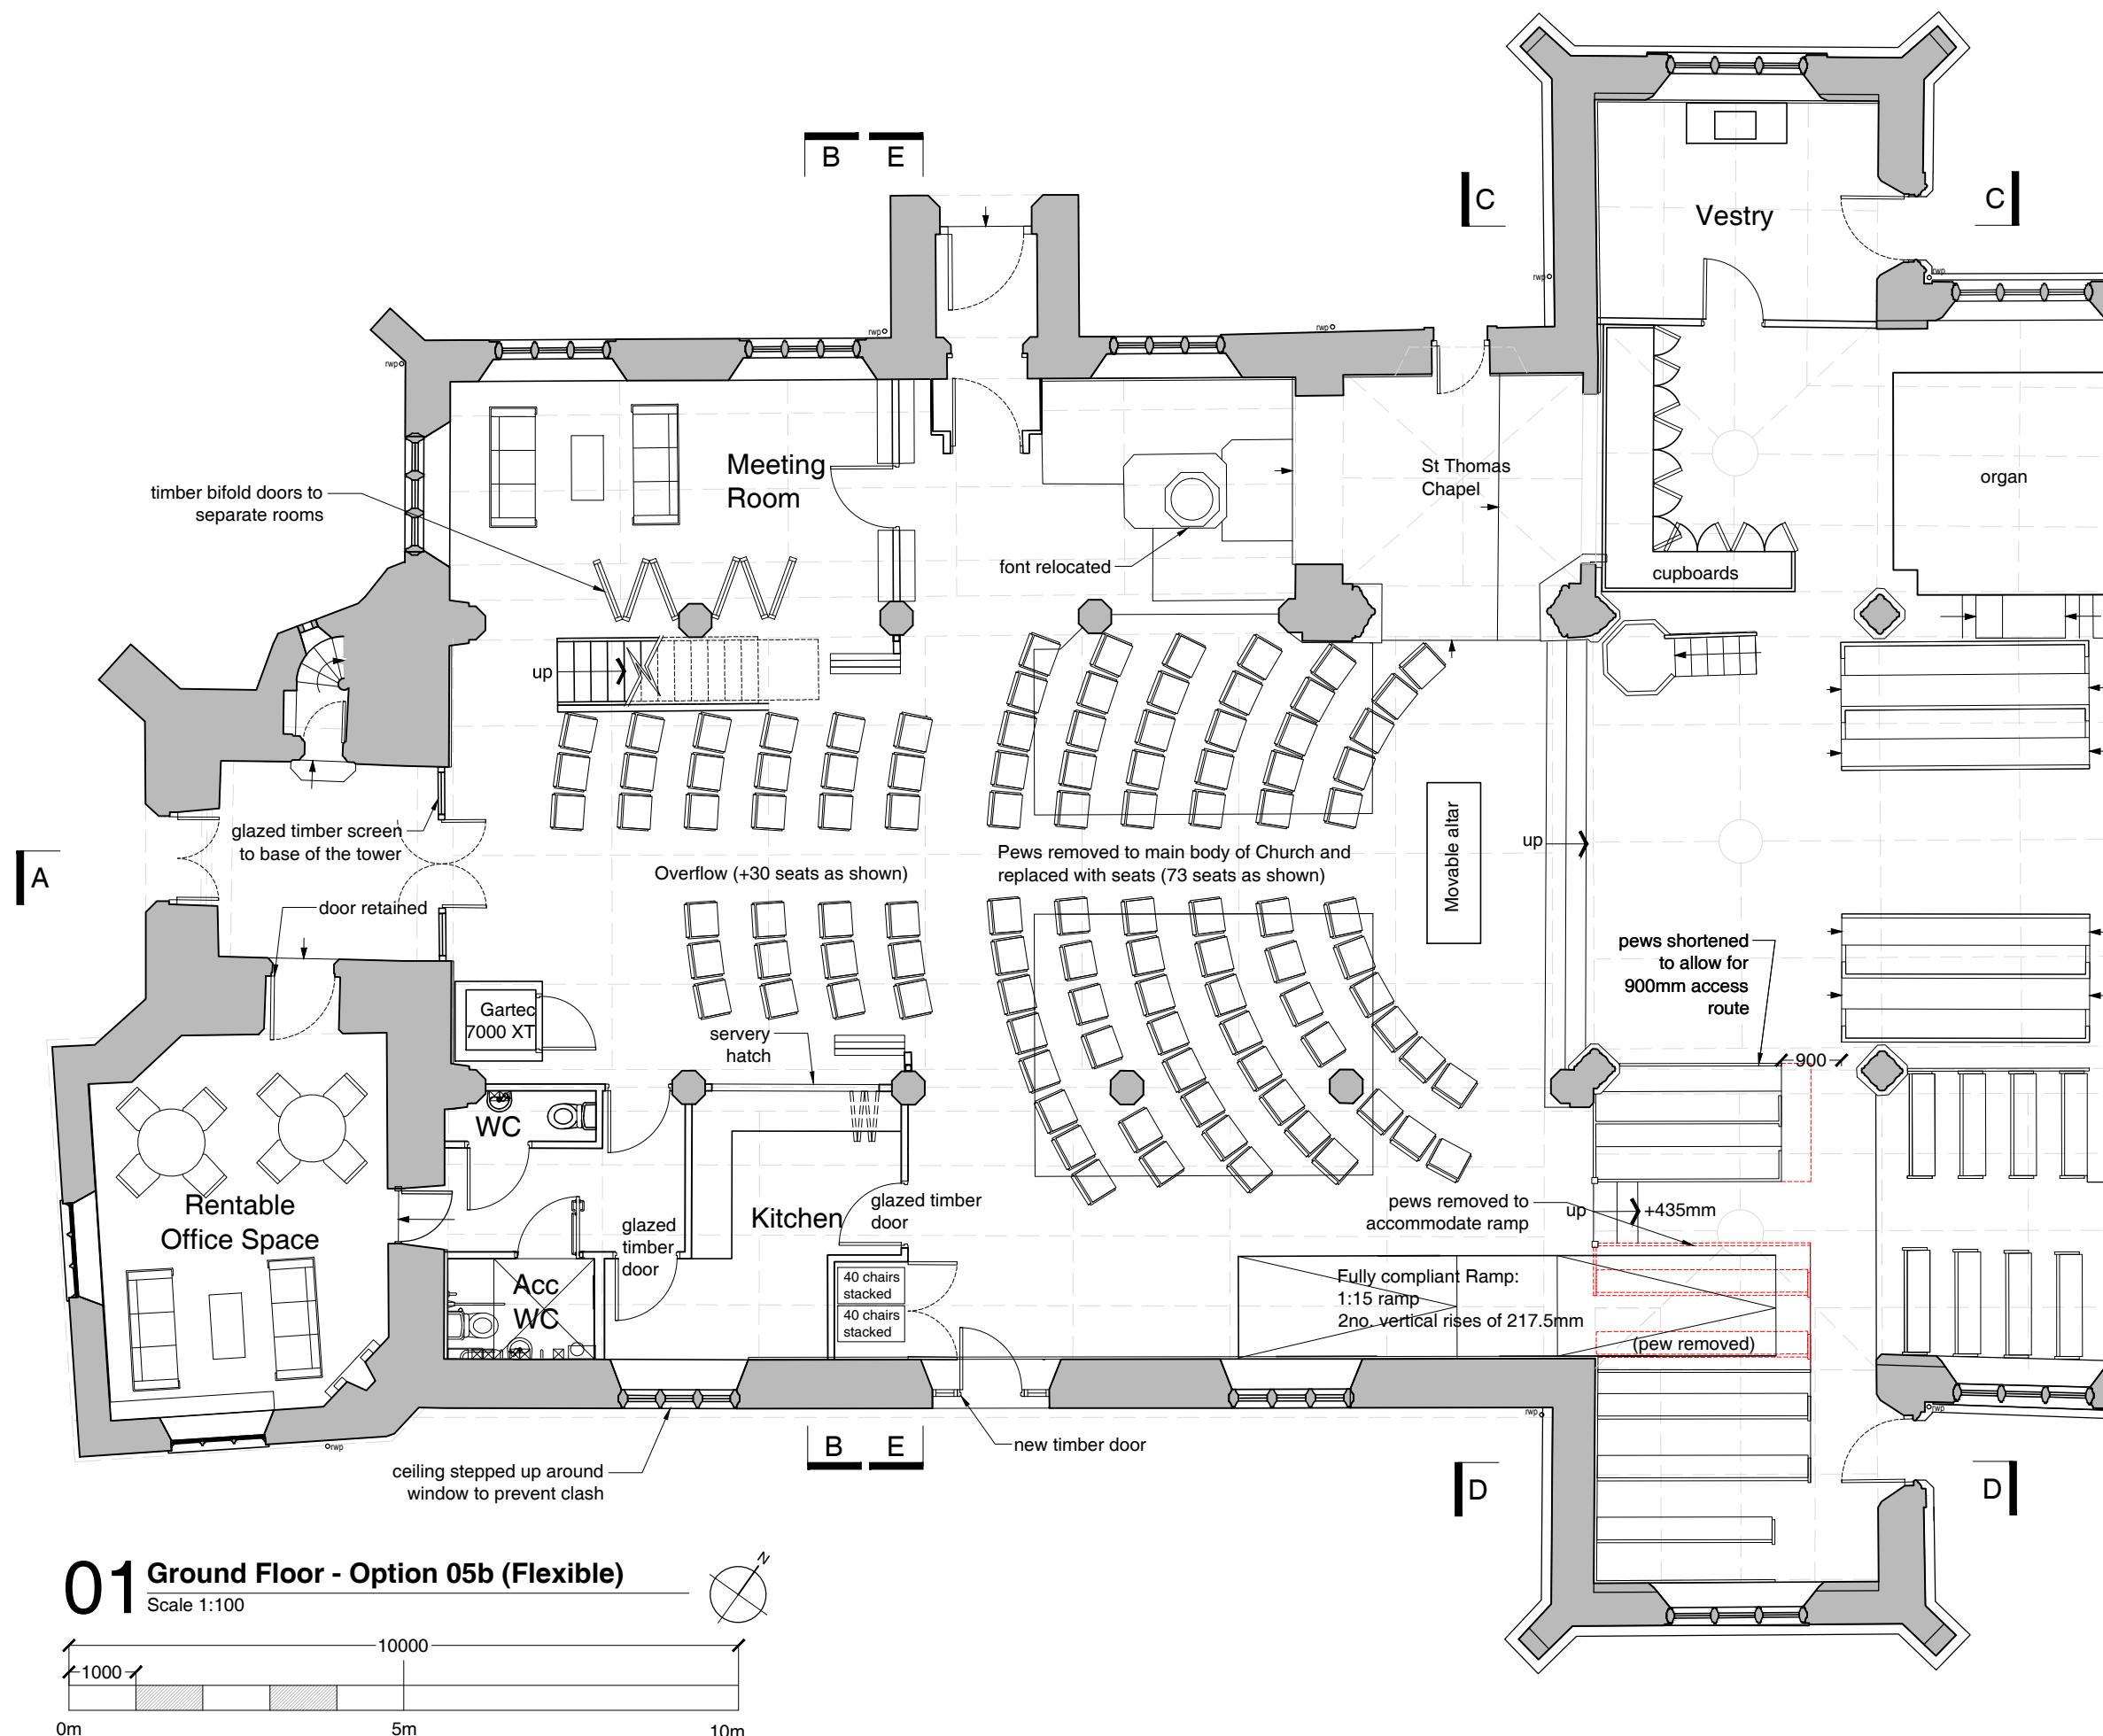 B
E
C
C
Vestry
rwp
rwp
rwp
rwp
rwp
Meeting
Room
St Thomas
Chapel
organ
timber bifold doors to
separate rooms
font relocated
cupboards
up
glazed timber screen
to base of the tower
up
A
Overflow (+30 seats as shown)
Pews removed to main body of Church and
replaced with seats (73 seats as shown)
Movable altar
door retained
pews shortened
to allow for
900mm access
route
Gartec
7000 XT
servery
hatch
900
WC
Rentable
Office Space
Kitchen
glazed timber
door
glazed
timber
door
pews removed to
accommodate ramp
up
+435mm
Acc
WC
40 chairs
stacked
40 chairs
stacked
Fully compliant Ramp:
1:15 ramp
2no. vertical rises of 217.5mm
(pew removed)
rwp
rwp
rwp
B
E
new timber door
ceiling stepped up around
window to prevent clash
D
D
01
Ground Floor - Option 05b (Flexible)
Scale 1:100
N
10000
1000
0m
5m
10m